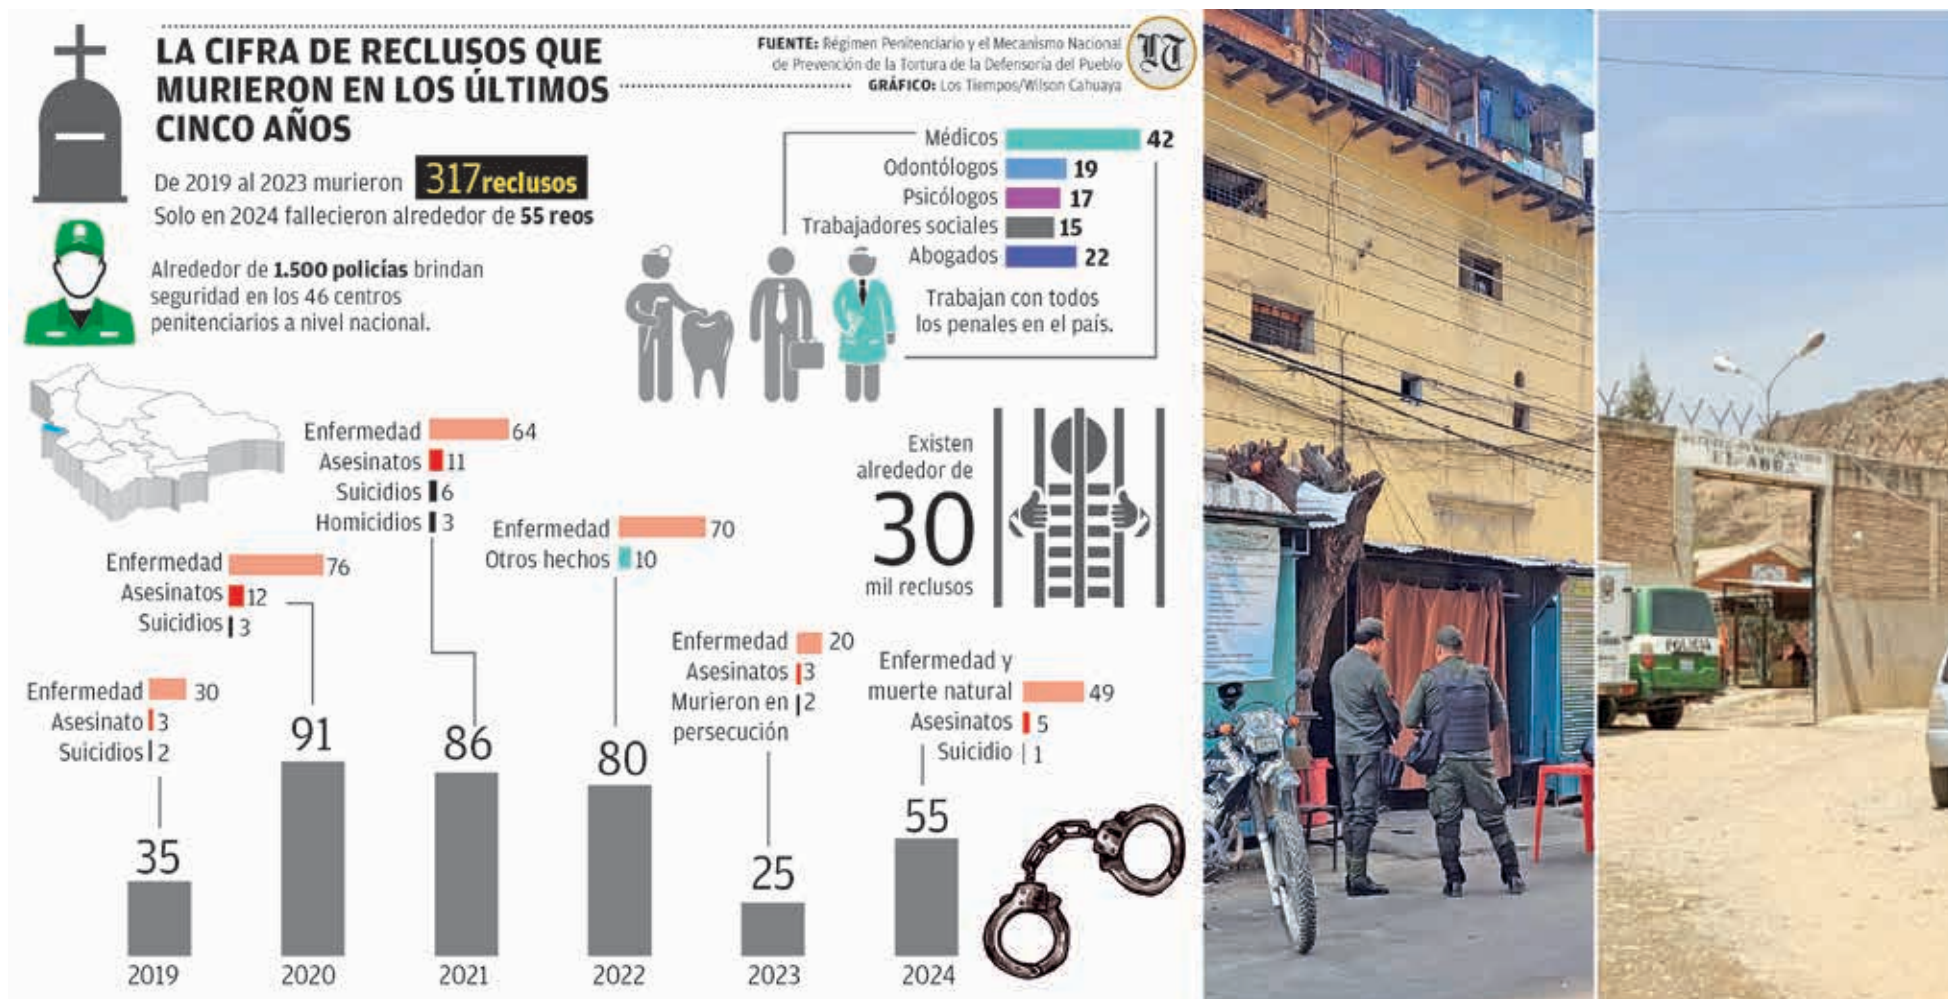 LA CIFRA DE RECLUSOS QUE
MURIERON EN LOS ÚLTIMOS
CINCO AÑOS
De 2019 al 2023 murieron 317 reclusos
Solo en 2024 fallecieron alrededor de 55 reos
FUENTE: Régimen Penitenciario y el Mecanismo Nacional
de Prevención de la Tortura de la Defensoría del Pueblo
GRÁFICO: Los Tiempos/Wilson Cahuaya
LT
Alrededor de 1.500 policías brindan
seguridad en los 46 centros
penitenciarios a nivel nacional.
Médicos 42
Odontólogos 19
Psicólogos 17
Trabajadores sociales 15
Abogados 22
Trabajan con todos
los penales en el país.
Existen
alrededor de
30
mil reclusos
Enfermedad 30
Asesinato 3
Suicidios 2
35
2019
Enfermedad 76
Asesinatos 12
Suicidios 3
91
2020
Enfermedad 64
Asesinatos 11
Suicidios 6
Homicidios 3
86
2021
Enfermedad 70
Otros hechos 10
80
2022
Enfermedad 20
Asesinatos 3
Murieron en 2
persecución
25
2023
Enfermedad y
muerte natural 49
Asesinatos 5
Suicidio 1
55
2024
EL ABRA
POLICIA